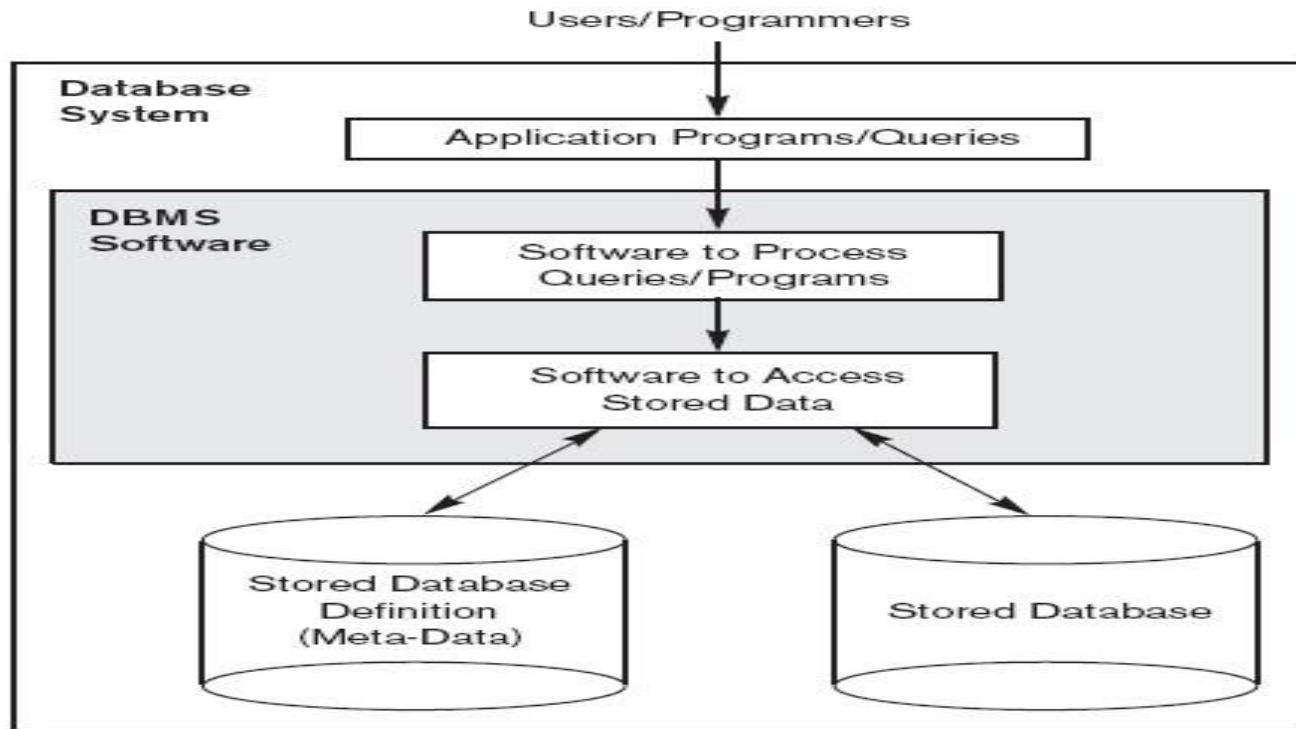 Users/Programmers
Database
System
Application Programs/Queries
DBMS
Software
Software to Process
Queries/Programs
Software to Access
Stored Data
Stored Database
Definition
(Meta-Data)
Stored Database